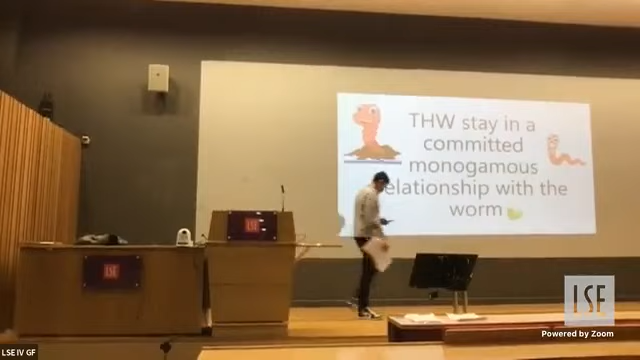 THW stay in a
committed
monogamous
elationship with the
worm
LSE
LSE
LSE
Powered by Zoom
LSE IV GF